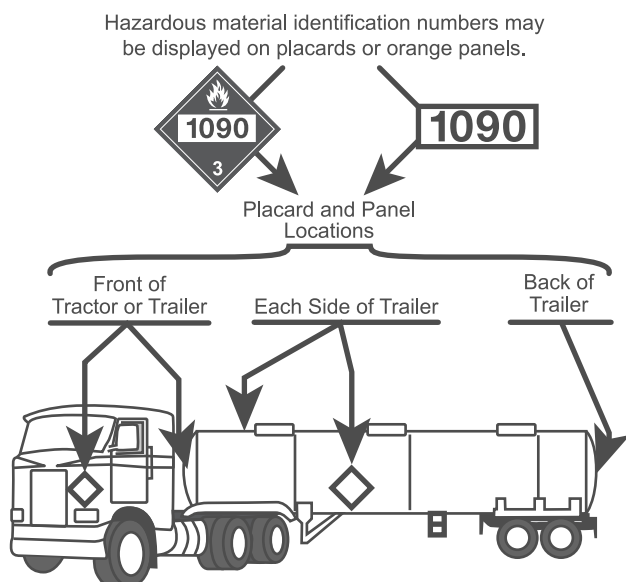 Hazardous material identification numbers may
be displayed on placards or orange panels.
1090
3
1090
Placard and Panel
Locations
Front of
Tractor or Trailer
Each Side of Trailer
Back of
Trailer